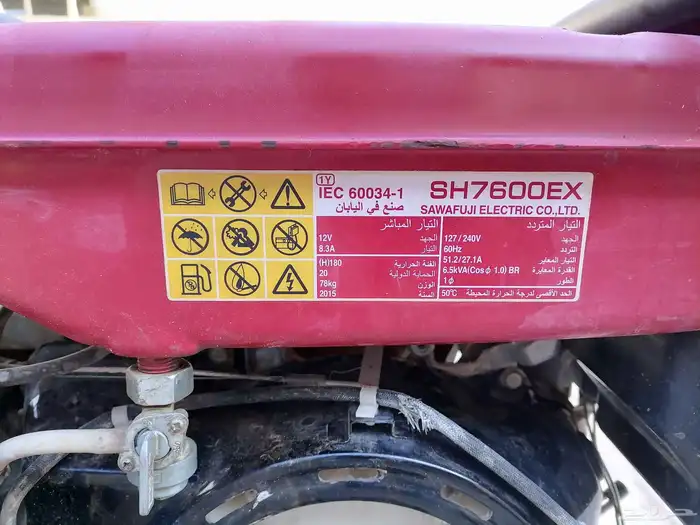 1Y
IEC 60034-1
صنع في اليابان
SH7600EX
SAWAFUJI ELECTRIC CO.,LTD.
التيار المباشر
12V الجهد
8.3A التيار
(H)180 الفئة الحرارية
20 الحماية الدولية
78kg الوزن
2015 السنة
التيار المتردد
127/240V الجهد
60Hz التردد
51.2/27.1A التيار المعاير
6.5kVA(Cosϕ 1.0) BR القدرة المعايرة
1ϕ الطور
50°C الحد الأقصى لدرجة الحرارة المحيطة